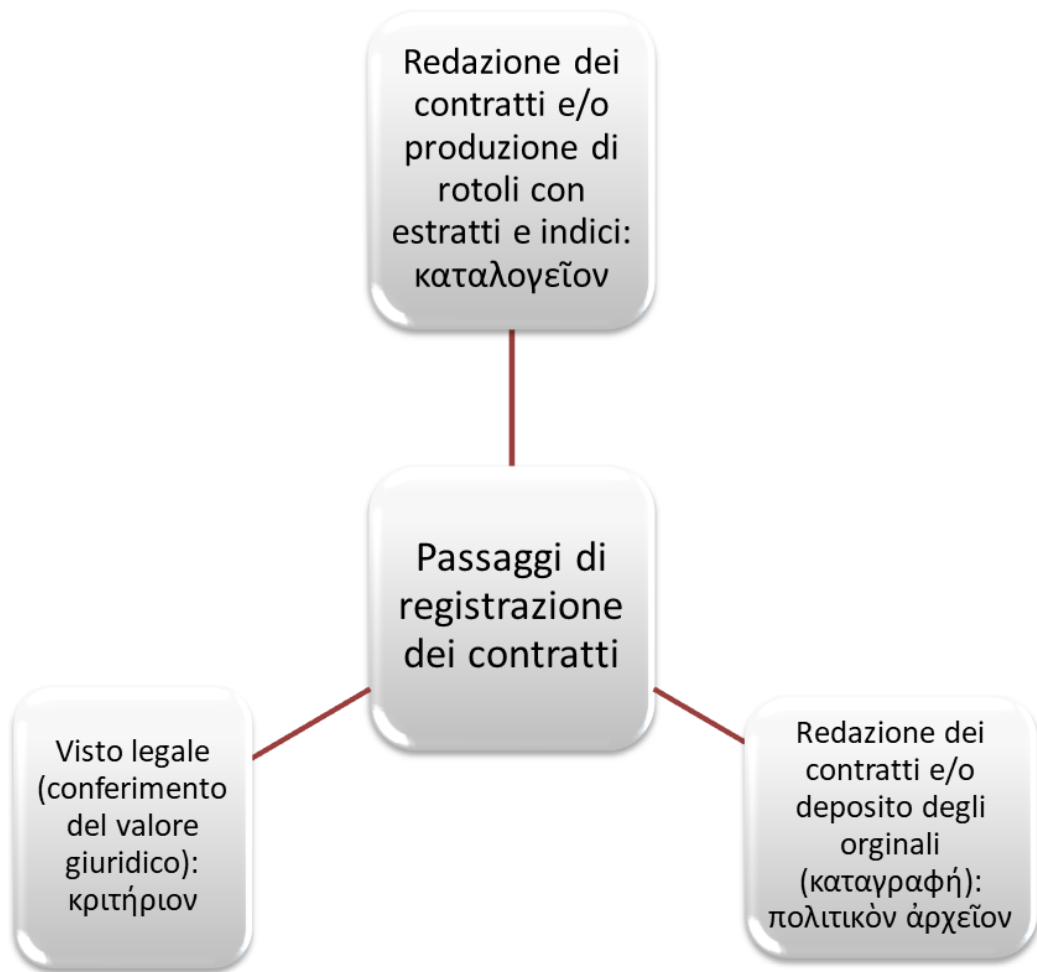 Redazione dei
contratti e/o
produzione di
rotoli con
estratti e indici:
καταλογεῖον
Passaggi di
registrazione
dei contratti
Visto legale
(conferimento
del valore
giuridico):
κριτήριον
Redazione dei
contratti e/o
deposito degli
orginali
(καταγραφή):
πολιτικὸν ἀρχεῖον